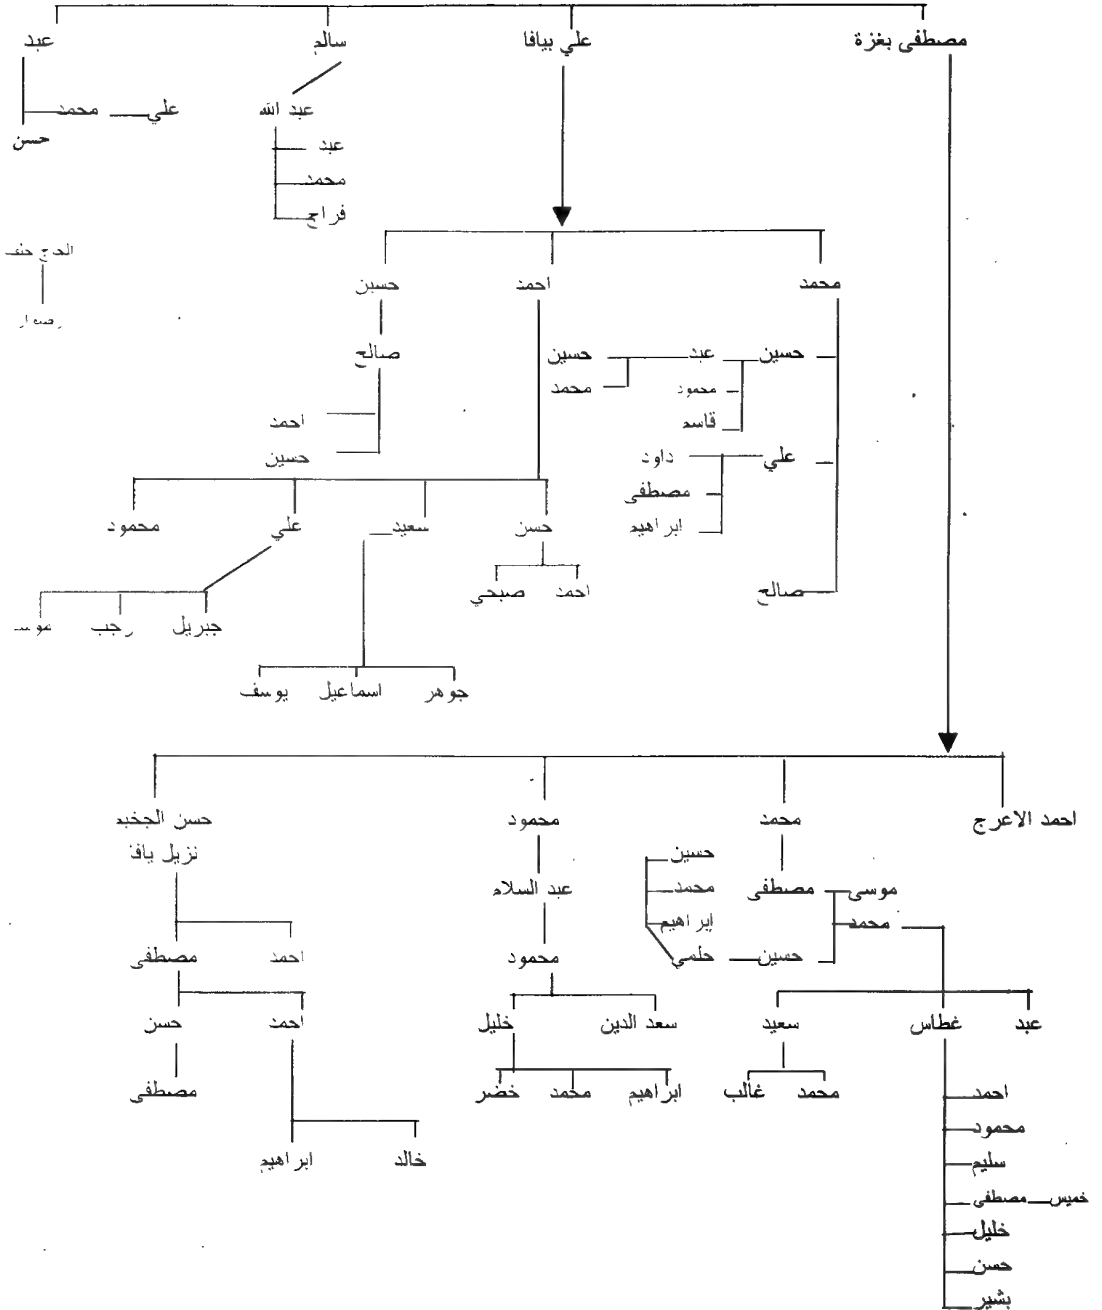 مصطفى بغزة علي بيافا سالم عبد
عبد الله علي محمد
حسن
عبد
محمد
فراج
الحاج
محمد احمد حسين
حسين عبد حسين صالح
محمود محمد
قاسم احمد
علي داود حسين
مصطفى
ابراهيم حسن سعيد علي محمود
صالح احمد صبحي
جبريل رجب
جوهر اسماعيل يوسف
احمد الاعرج محمد محمود حسن
نزيل يافا
حسين
موسى مصطفى محمد عبد السلام
محمد ابراهيم
حسين حلمي محمود احمد مصطفى
عبد غطاس سعيد سعد الدين خليل احمد حسن
احمد محمد غالب ابراهيم محمد خضر مصطفى
محمود
سليم خالد ابراهيم
خميس مصطفى
خليل
حسن
بشير